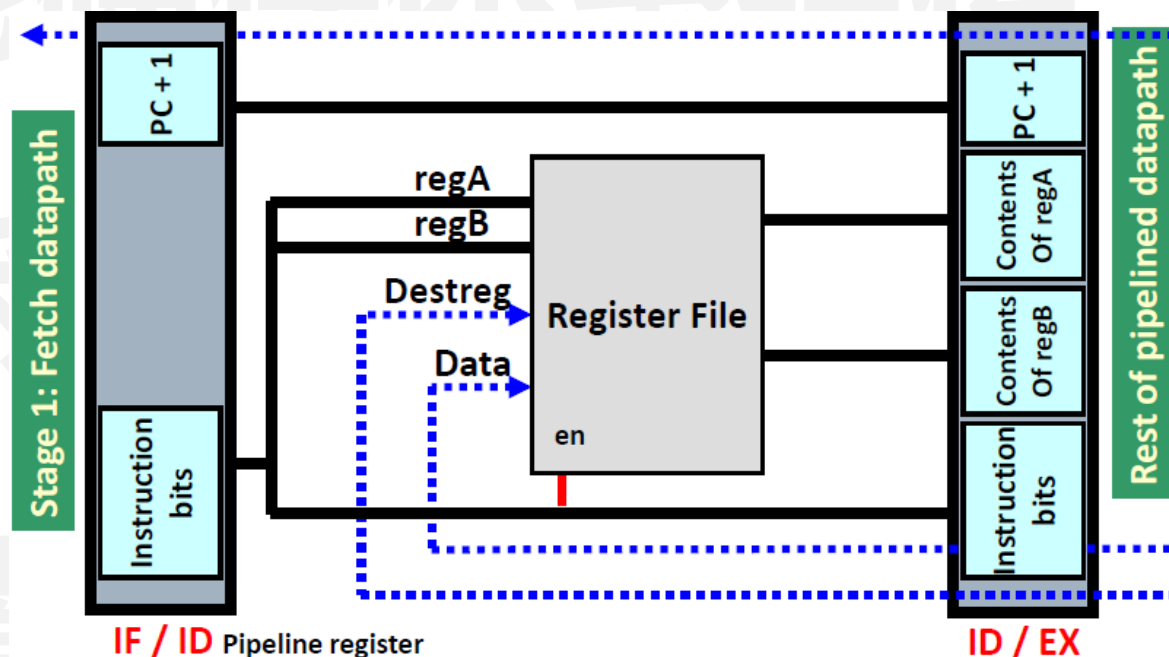 Stage 1: Fetch datapath
PC + 1
Instruction
bits
regA
regB
Destreg
Data
Register File
en
PC + 1
Contents
Of regA
Contents
Of regB
Instruction
bits
Rest of pipelined datapath
IF / ID Pipeline register
ID / EX